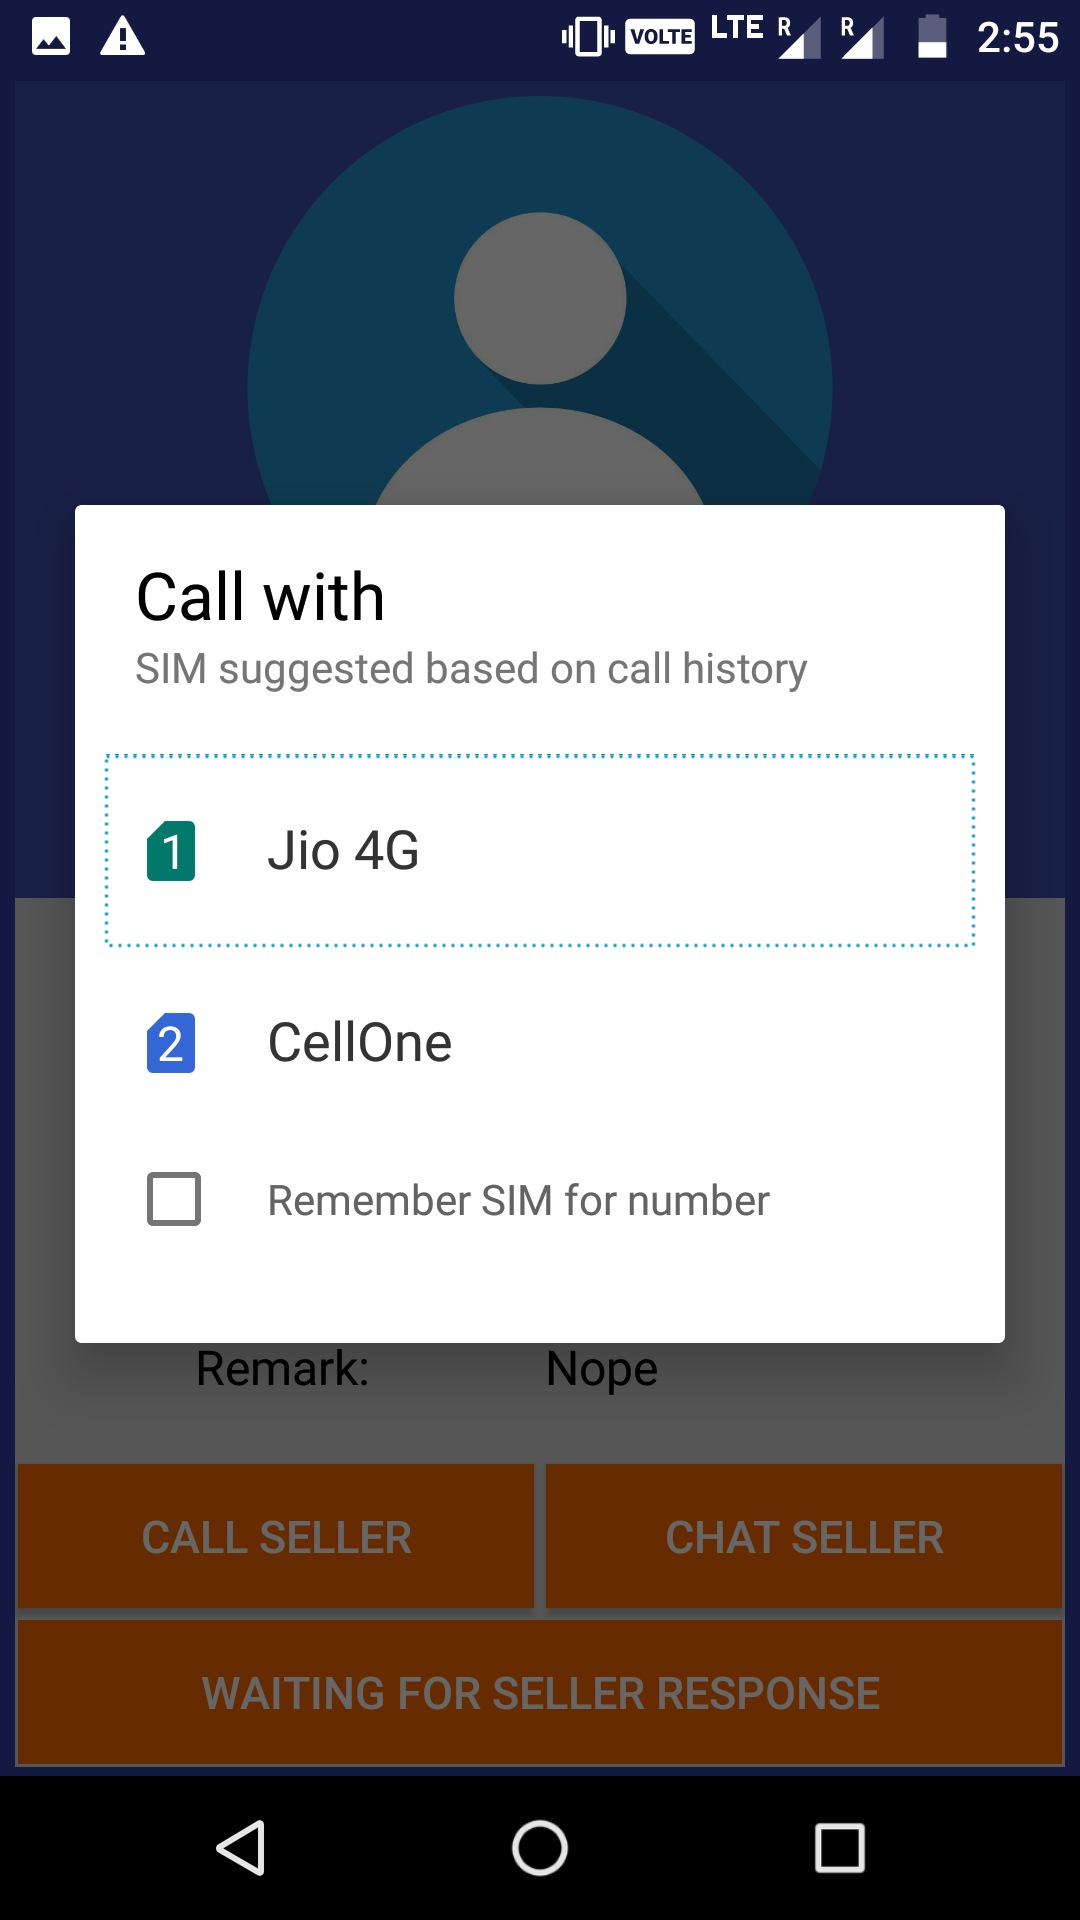 VOLTE LTE R R 2:55
Call with
SIM suggested based on call history
1 Jio 4G
2 CellOne
Remember SIM for number
Remark: Nope
CALL SELLER CHAT SELLER
WAITING FOR SELLER RESPONSE